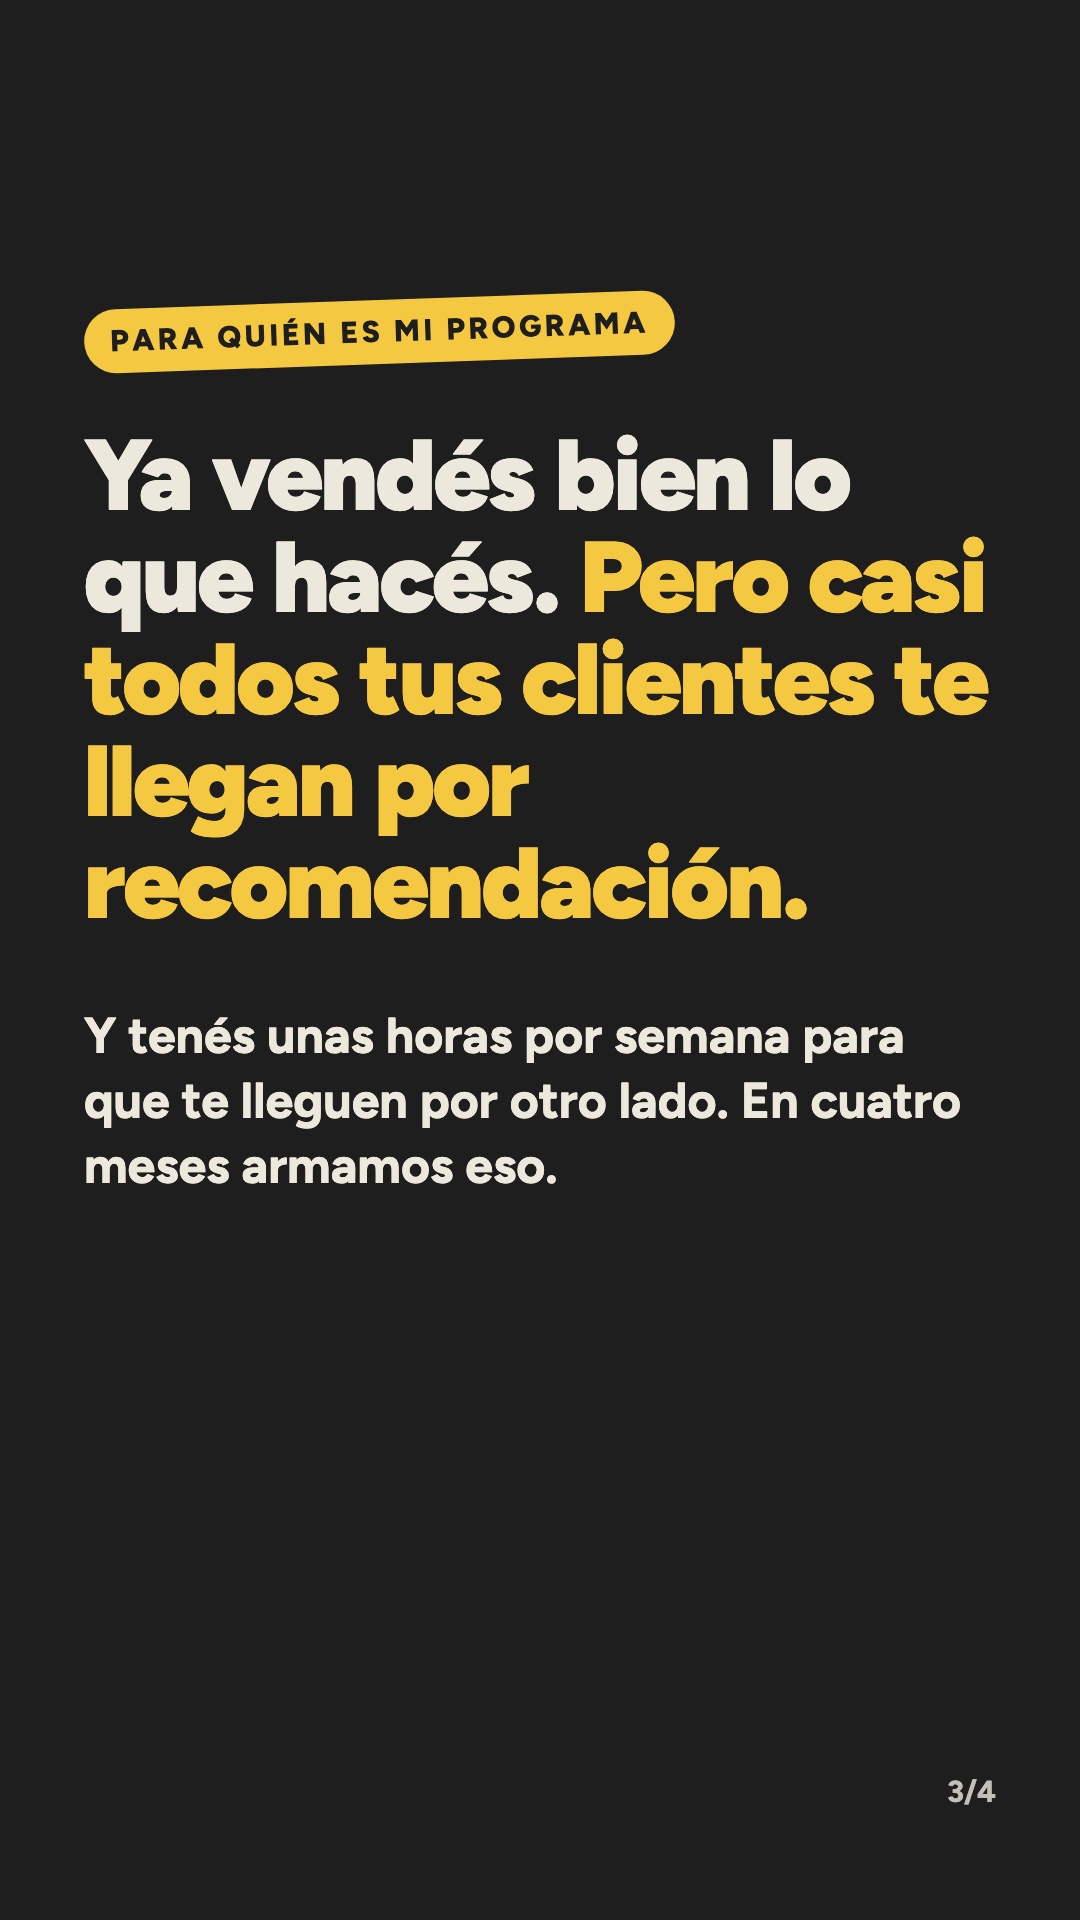 PARA QUIÉN ES MI PROGRAMA
Ya vendés bien lo
que hacés. Pero casi
todos tus clientes te
llegan por
recomendación.
Y tenés unas horas por semana para
que te lleguen por otro lado. En cuatro
meses armamos eso.
3/4